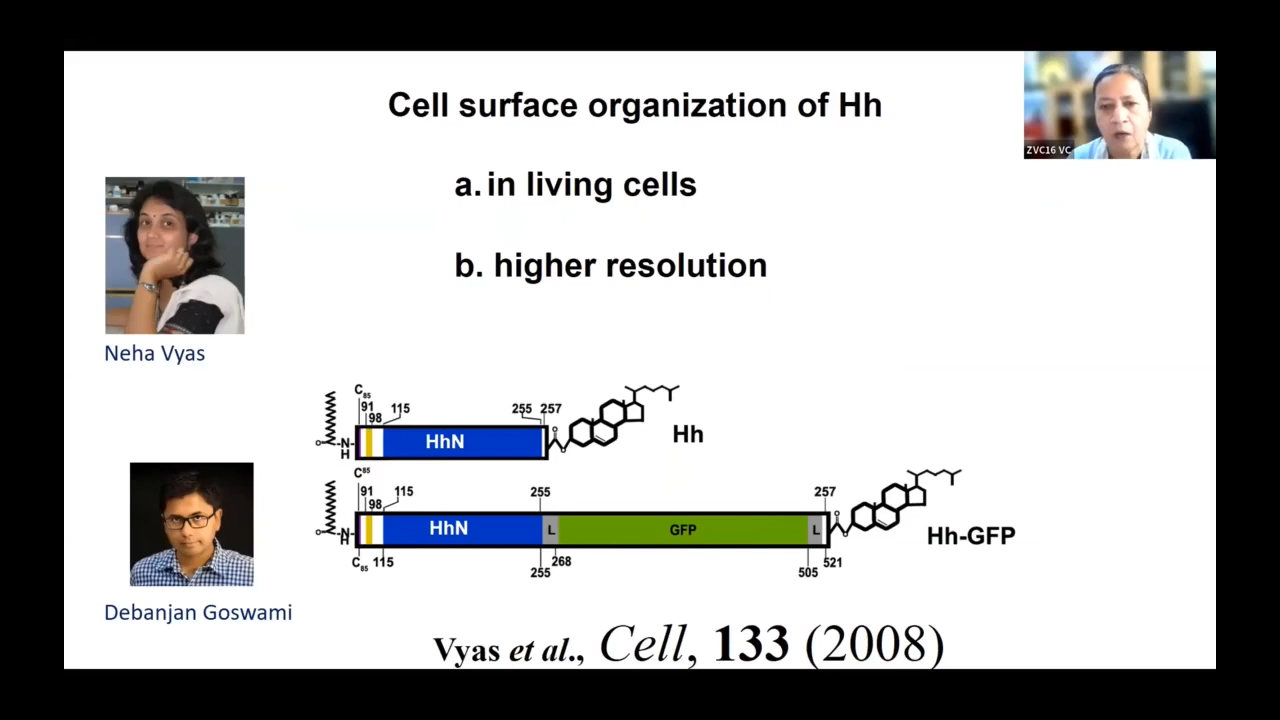 Cell surface organization of Hh
ZVC16 VC
a. in living cells
b. higher resolution
Neha Vyas
C85
91
98
115
255 257
O
N
H
HhN
O
O
Hh
C85
91
98
115
255
257
O
N
H
HhN
L
GFP
L
O
O
Hh-GFP
C85 115
255
268
505
521
Debanjan Goswami
Vyas et al., Cell, 133 (2008)